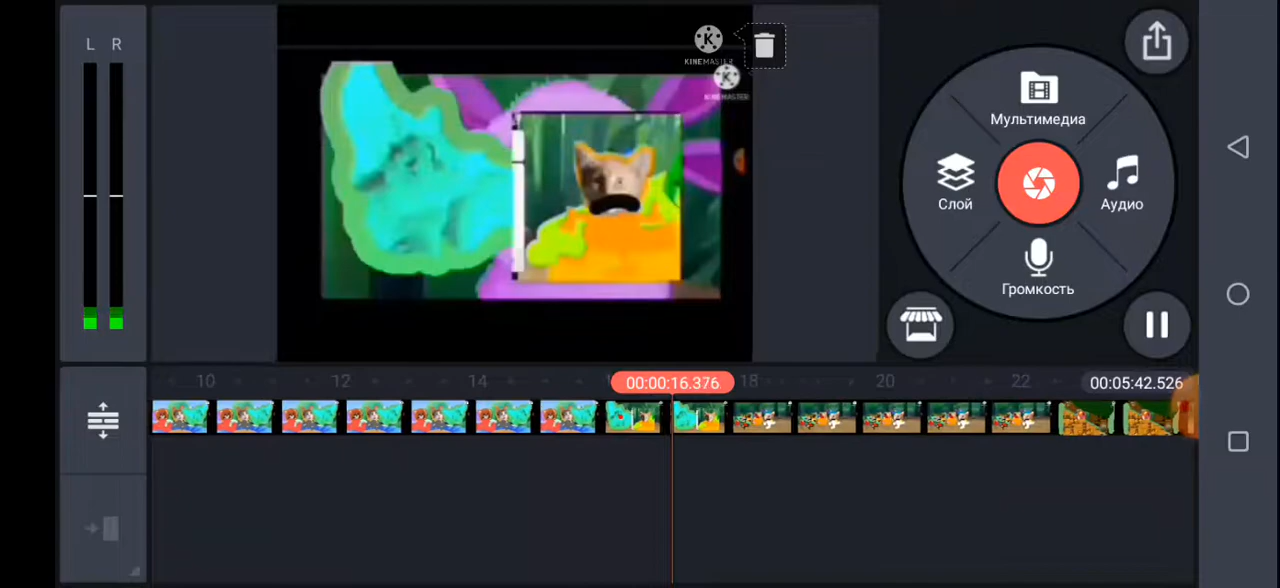 L R
KINEMASTER
KINEMASTER
Мультимедиа
Слой
Аудио
Громкость
10 12 14 00:00:16.376 18 20 22 00:05:42.526